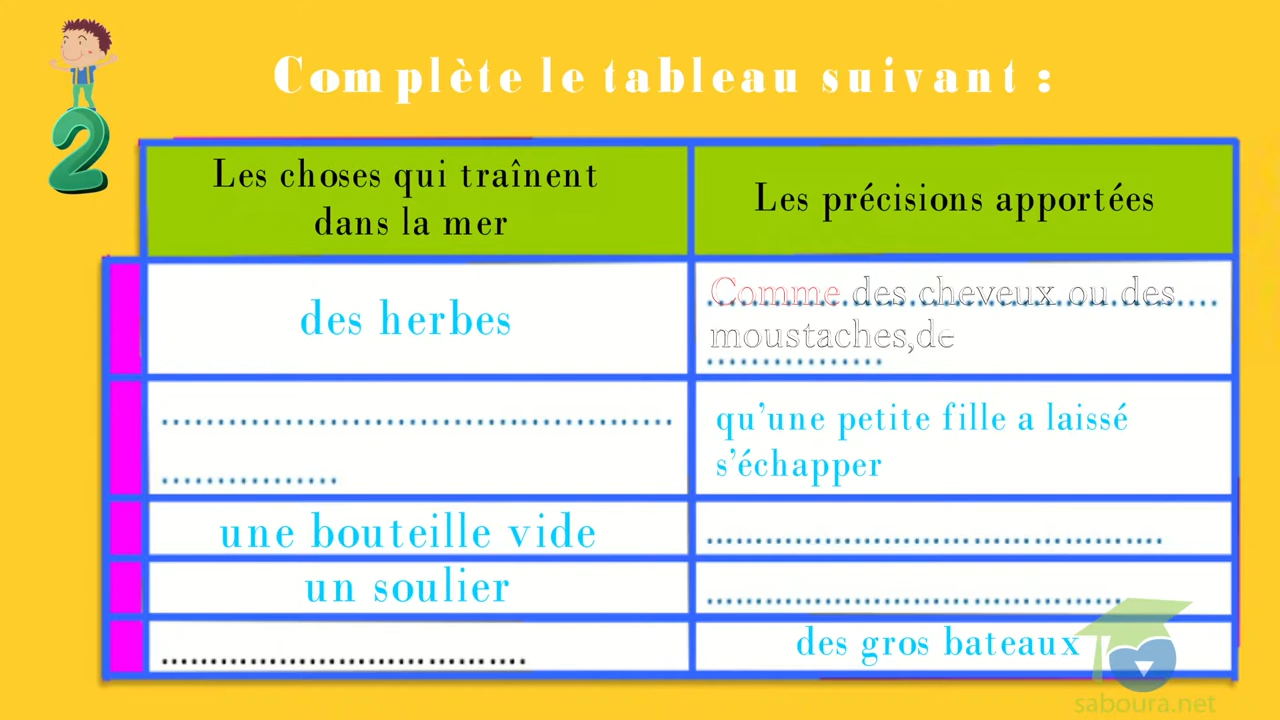 2
Complète le tableau suivant :
Les choses qui traînent
dans la mer
Les précisions apportées
des herbes
Comme des cheveux ou des
moustaches,de
qu'une petite fille a laissé
s'échapper
une bouteille vide
un soulier
des gros bateaux
saboura.net